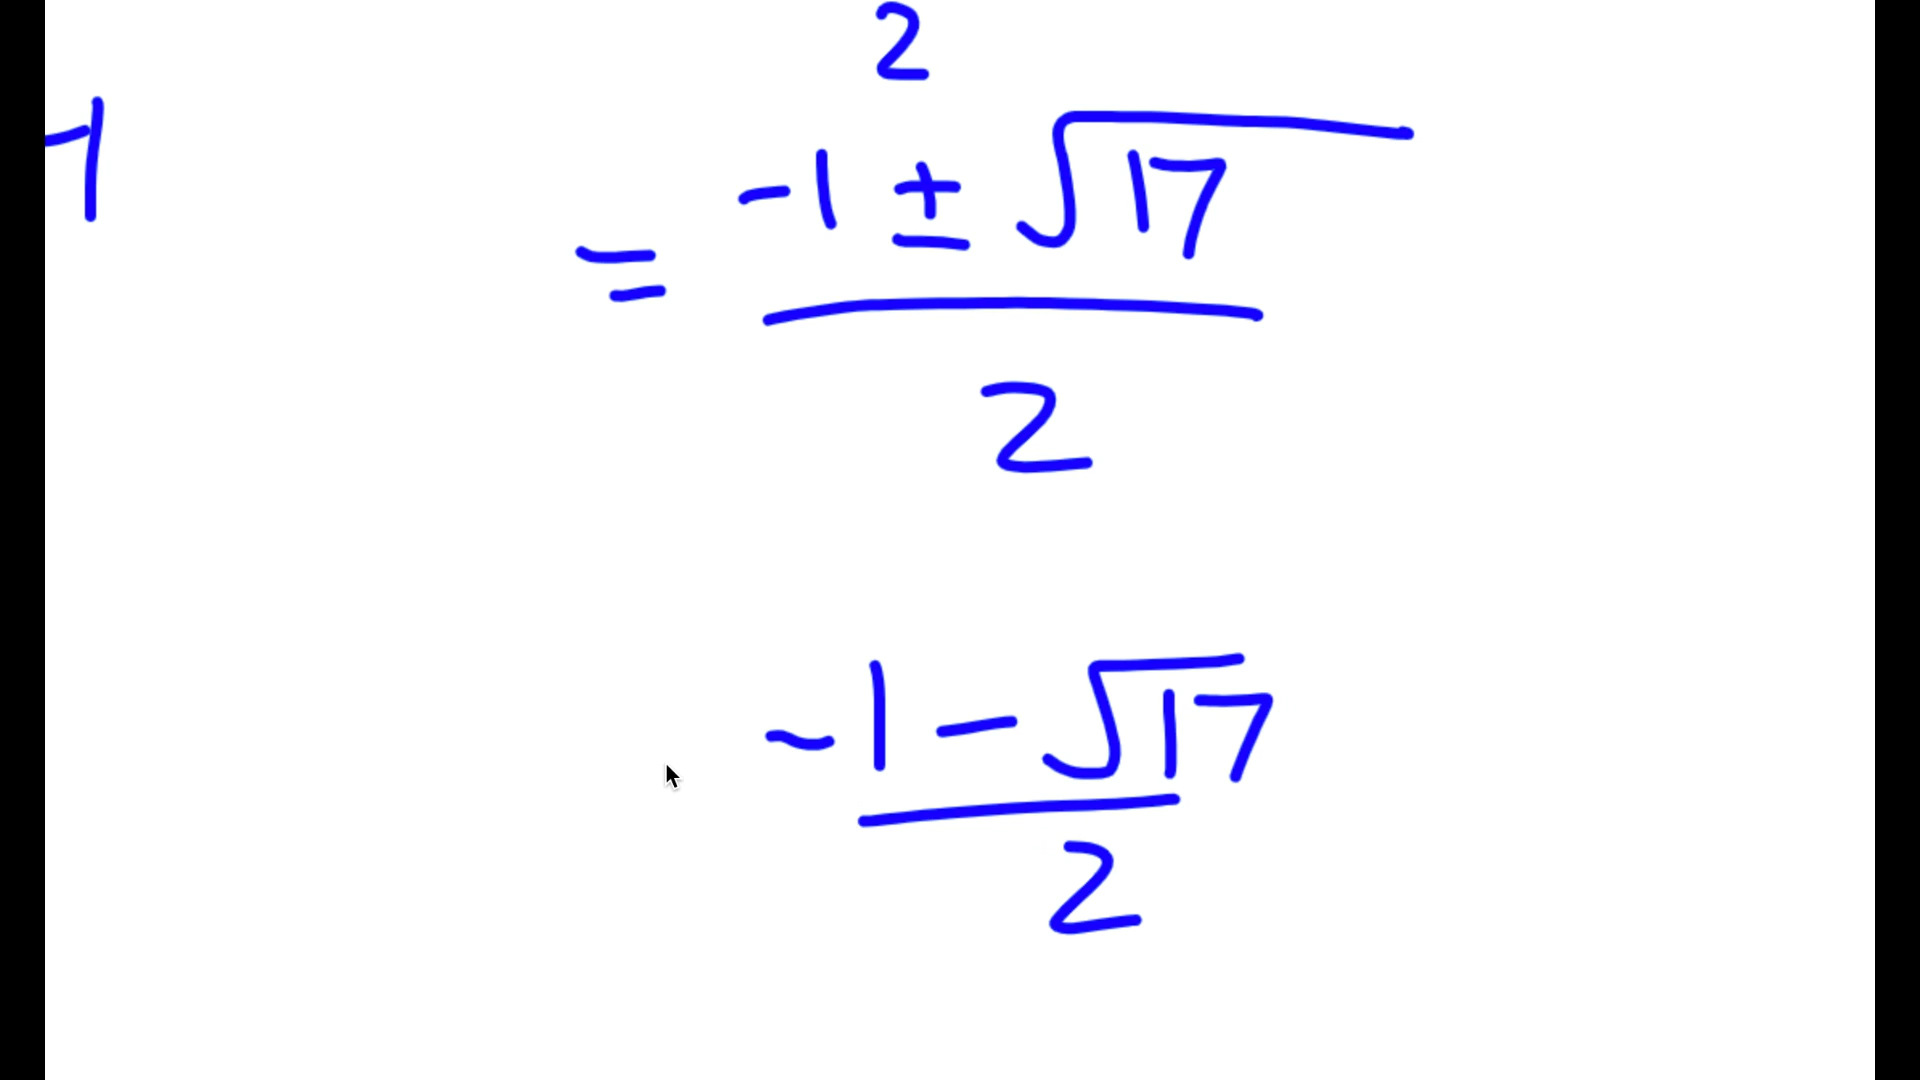 2
1
= -1 ± √17
2
-1 - √17
2